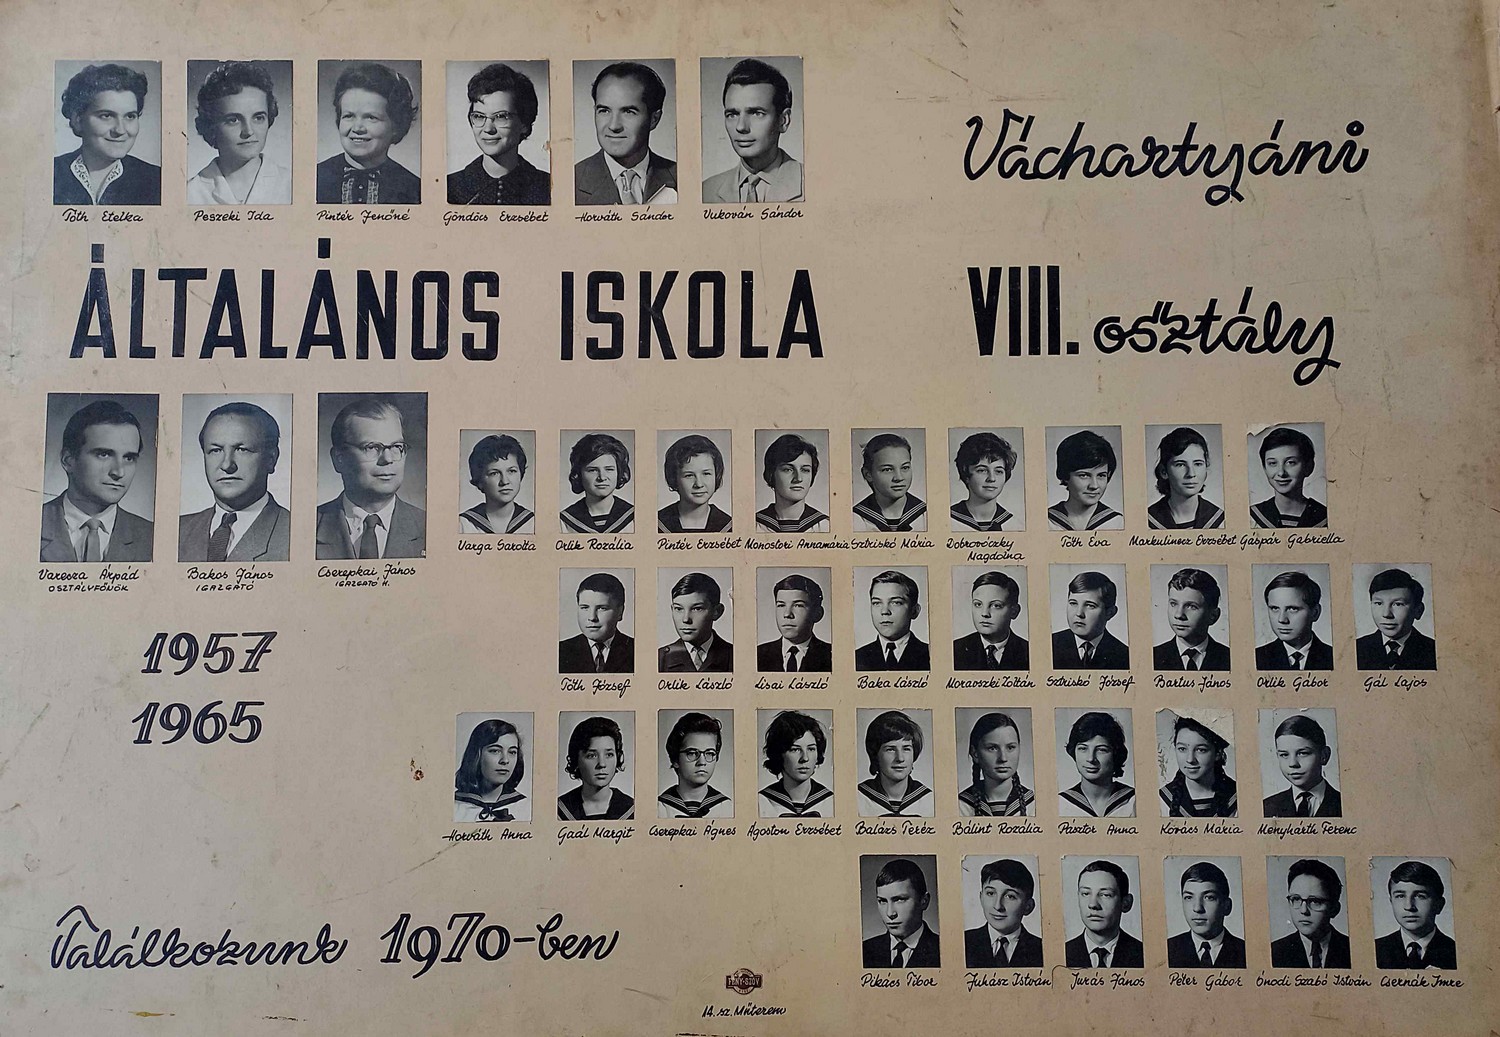 Váchartyáni
Tóth Etelka Peszeki Ida Pintér Jenőné Göndöcs Erzsébet Horváth Sándor Vukován Sándor
ÁLTALÁNOS ISKOLA VIII. osztály
Varesza Árpád Bakos János Cserepkai János
OSZTÁLYFŐNÖK IGAZGATÓ IGAZGATÓ H.
Varga Sarolta Orlik Rozália Pintér Erzsébet Monostori Annamária Sztriskó Mária Dobrovóczky Magdolna Tóth Éva Markulinecz Erzsébet Gáspár Gabriella
1957
Tóth József Orlik László Lisai László Baka László Moravszki Zoltán Sztriskó József Bartus János Orlik Gábor Gál Lajos
1965
Horváth Anna Gaál Margit Cserepkai Ágnes Ágoston Erzsébet Balázs Teréz Bálint Rozália Pásztor Anna Kovács Mária Menyhárth Ferenc
Találkozunk 1970-ben
Pikács Tibor Juhász István Jurás János Péter Gábor Ónodi Szabó István Csernák Imre
FÉNY-SZÖV
14. sz. Műterem